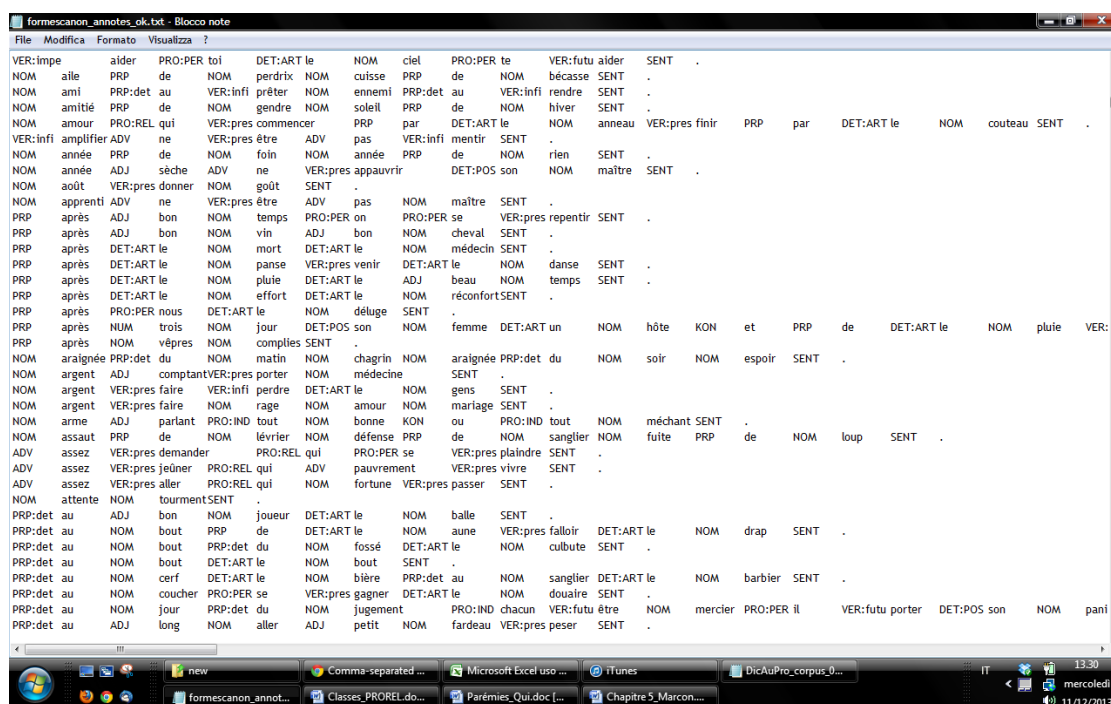 formescanon_annotes_ok.txt - Blocco note
File Modifica Formato Visualizza ?
VER:impe aider PRO:PER toi DET:ART le NOM ciel PRO:PER te VER:futu aider SENT .
NOM aile PRP de NOM perdrix NOM cuisse PRP de NOM bécasse SENT .
NOM ami PRP:det au VER:infi prêter NOM ennemi PRP:det au VER:infi rendre SENT .
NOM amitié PRP de NOM gendre NOM soleil PRP de NOM hiver SENT .
NOM amour PRO:REL qui VER:pres commencer PRP par DET:ART le NOM anneau VER:pres finir PRP par DET:ART le NOM couteau SENT .
VER:infi amplifier ADV ne VER:pres être ADV pas VER:infi mentir SENT .
NOM année PRP de NOM foin NOM année PRP de NOM rien SENT .
NOM année ADJ sèche ADV ne VER:pres appauvrir DET:POS son NOM maître SENT .
NOM août VER:pres donner NOM goût SENT .
NOM apprenti ADV ne VER:pres être ADV pas NOM maître SENT .
PRP après ADJ bon NOM temps PRO:PER on PRO:PER se VER:pres repentir SENT .
PRP après ADJ bon NOM vin ADJ bon NOM cheval SENT .
PRP après DET:ART le NOM mort DET:ART le NOM médecin SENT .
PRP après DET:ART le NOM panse VER:pres venir DET:ART le NOM danse SENT .
PRP après DET:ART le NOM pluie DET:ART le ADJ beau NOM temps SENT .
PRP après DET:ART le NOM effort DET:ART le NOM réconfort SENT .
PRP après PRO:PER nous DET:ART le NOM déluge SENT .
PRP après NUM trois NOM jour DET:POS son NOM femme DET:ART un NOM hôte KON et PRP de DET:ART le NOM pluie VER:
PRP après NOM vêpres NOM complies SENT .
NOM araignée PRP:det du NOM matin NOM chagrin NOM araignée PRP:det du NOM soir NOM espoir SENT .
NOM argent ADJ comptant VER:pres porter NOM médecine SENT .
NOM argent VER:pres faire VER:infi perdre DET:ART le NOM gens SENT .
NOM argent VER:pres faire NOM rage NOM amour NOM mariage SENT .
NOM arme ADJ parlant PRO:IND tout NOM bonne KON ou PRO:IND tout NOM méchant SENT .
NOM assaut PRP de NOM lévrier NOM défense PRP de NOM sanglier NOM fuite PRP de NOM loup SENT .
ADV assez VER:pres demander PRO:REL qui PRO:PER se VER:pres plaindre SENT .
ADV assez VER:pres jeûner PRO:REL qui ADV pauvrement VER:pres vivre SENT .
ADV assez VER:pres aller PRO:REL qui NOM fortune VER:pres passer SENT .
NOM attente NOM tourment SENT .
PRP:det au ADJ bon NOM joueur DET:ART le NOM balle SENT .
PRP:det au NOM bout PRP de DET:ART le NOM aune VER:pres falloir DET:ART le NOM drap SENT .
PRP:det au NOM bout PRP:det du NOM fossé DET:ART le NOM culbute SENT .
PRP:det au NOM bout DET:ART le NOM bout SENT .
PRP:det au NOM cerf DET:ART le NOM bière PRP:det au NOM sanglier DET:ART le NOM barbier SENT .
PRP:det au NOM coucher PRO:PER se VER:pres gagner DET:ART le NOM douaire SENT .
PRP:det au NOM jour PRP:det du NOM jugement PRO:IND chacun VER:futu être NOM mercier PRO:PER il VER:futu porter DET:POS son NOM pani
PRP:det au ADJ long NOM aller ADJ petit NOM fardeau VER:pres peser SENT .
new Comma-separated ... Microsoft Excel uso ... iTunes DicAuPro_corpus_0... IT 13.30
mercoledì
formescanon_annot... Classes_PROREL.do... Parémies_Qui.doc [... Chapitre 5_Marcon.... 11/12/2013